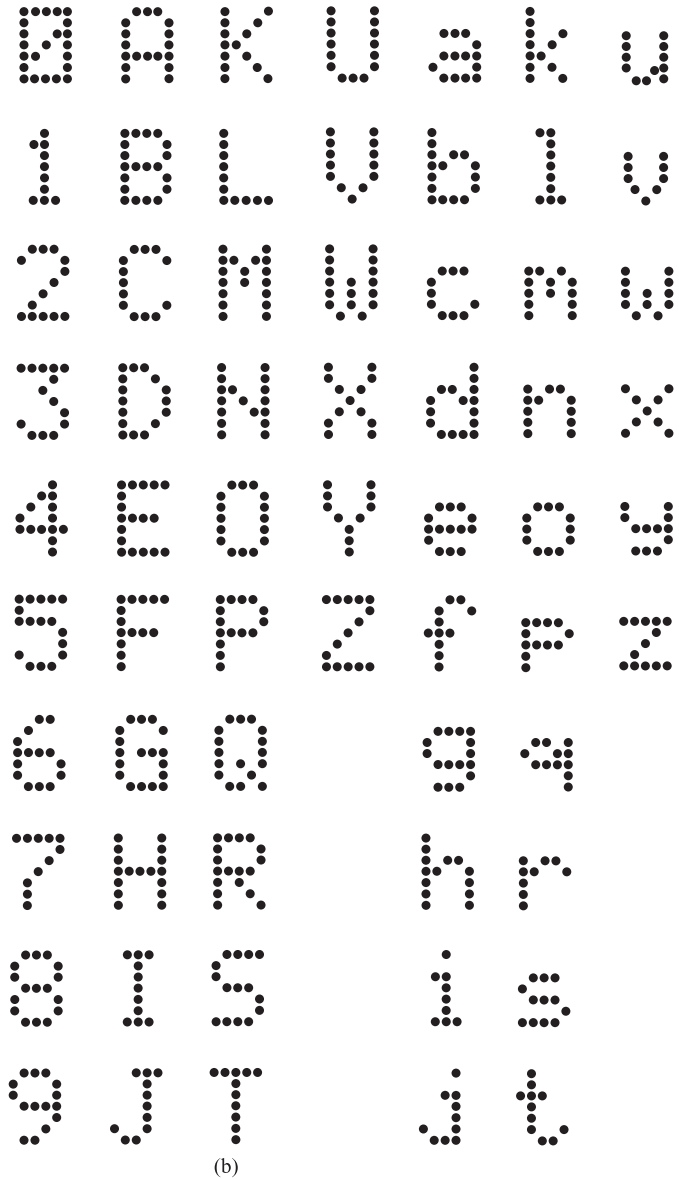 0 A K U a k u
1 B L V b l v
2 C M W c m w
3 D N X d n x
4 E O Y e o y
5 F P Z f p z
6 G Q g q
7 H R h r
8 I S i s
9 J T j t
(b)